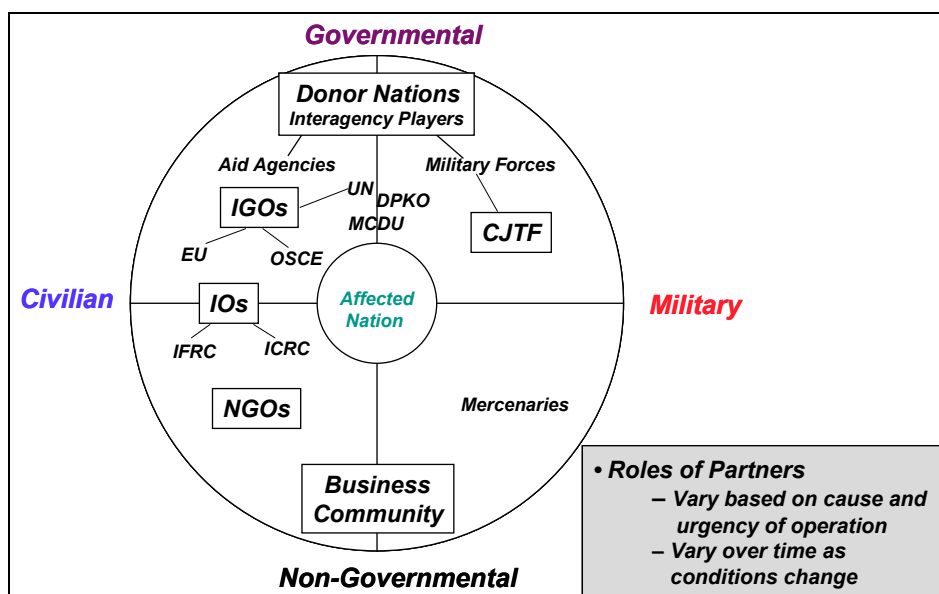 Governmental
Donor Nations
Interagency Players
Aid Agencies
Military Forces
UN
DPKO
IGOs
MCDU
CJTF
EU
OSCE
Civilian
IOs
Affected
Nation
Military
IFRC
ICRC
NGOs
Mercenaries
Business
Community
Non-Governmental
• Roles of Partners
– Vary based on cause and
urgency of operation
– Vary over time as
conditions change